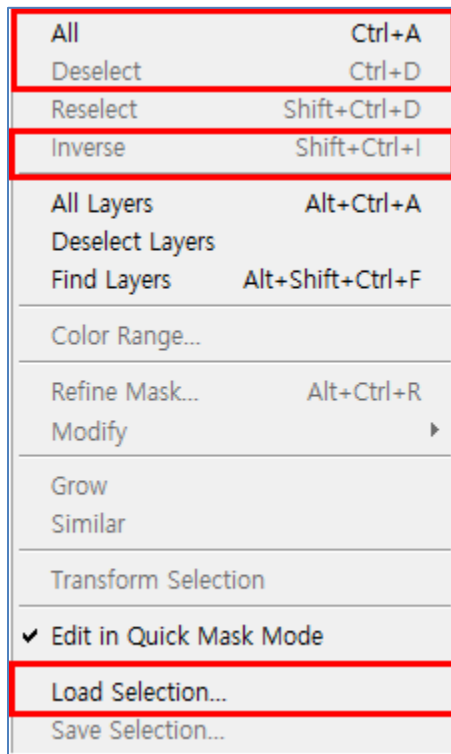 All Ctrl+A
Deselect Ctrl+D
Reselect Shift+Ctrl+D
Inverse Shift+Ctrl+I
All Layers Alt+Ctrl+A
Deselect Layers
Find Layers Alt+Shift+Ctrl+F
Color Range...
Refine Mask... Alt+Ctrl+R
Modify
Grow
Similar
Transform Selection
Edit in Quick Mask Mode
Load Selection...
Save Selection...